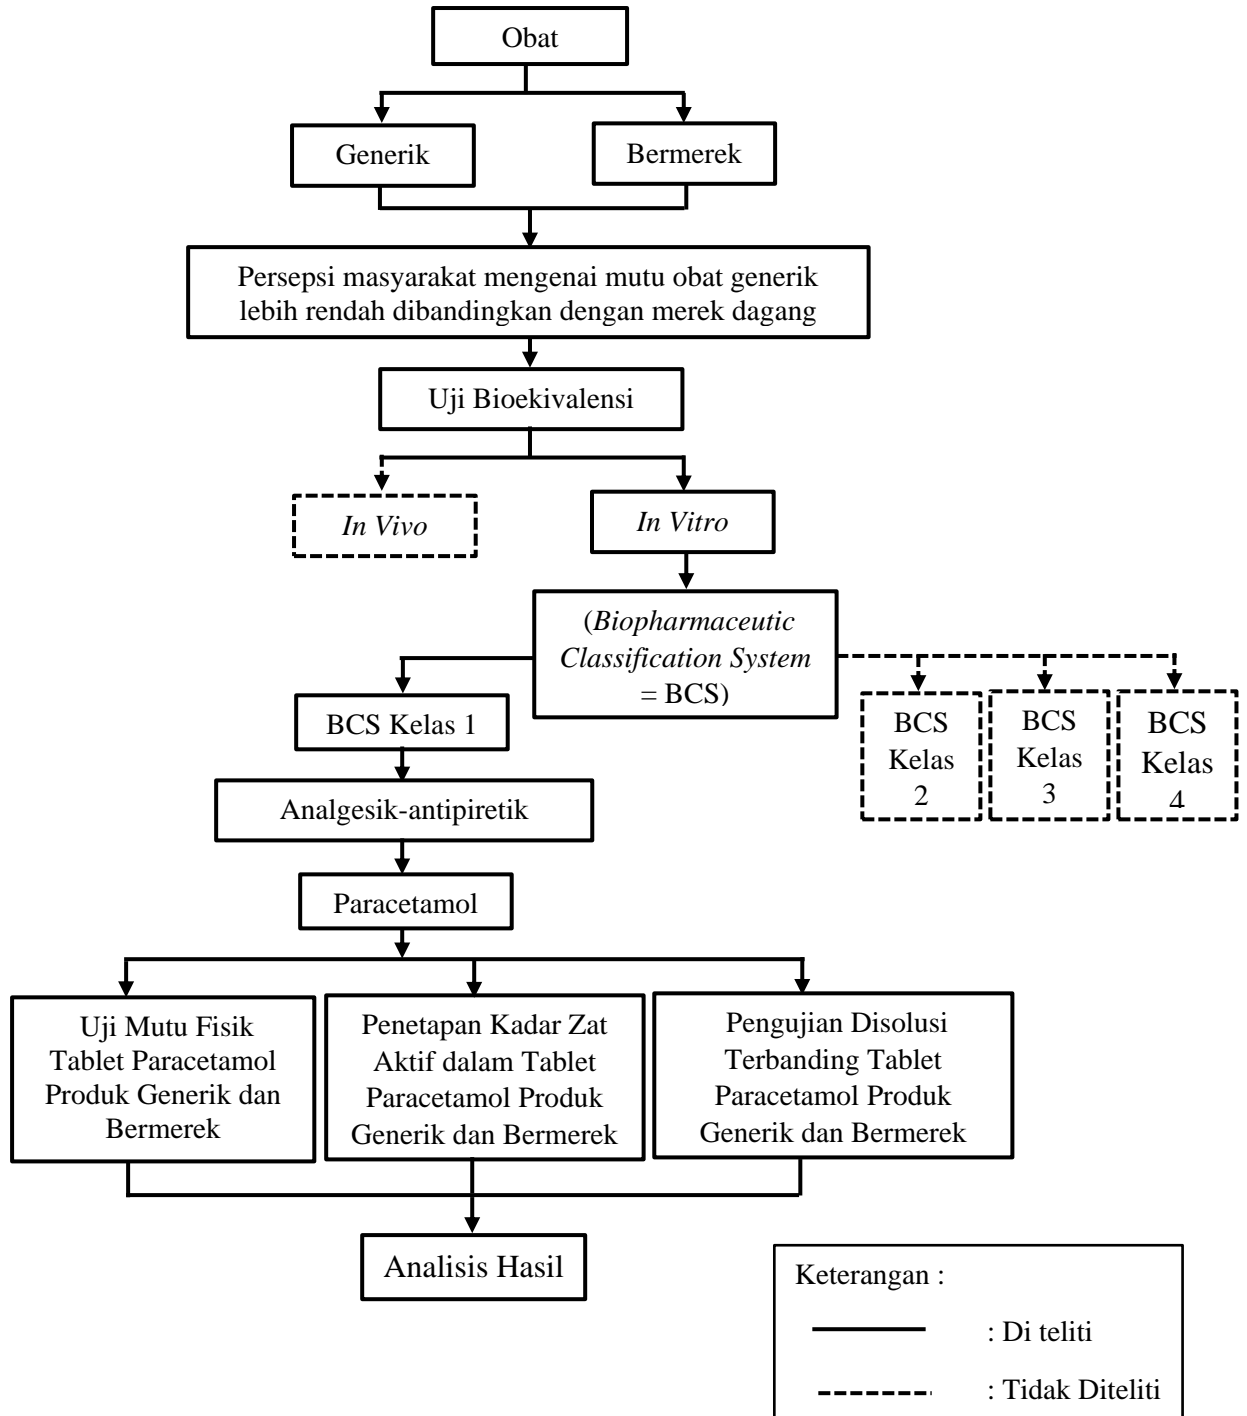 Obat
Generik
Bermerek
Persepsi masyarakat mengenai mutu obat generik
lebih rendah dibandingkan dengan merek dagang
Uji Bioekivalensi
In Vivo
In Vitro
(Biopharmaceutic
Classification System
= BCS)
BCS Kelas 1
BCS
Kelas
2
BCS
Kelas
3
BCS
Kelas
4
Analgesik-antipiretik
Paracetamol
Uji Mutu Fisik
Tablet Paracetamol
Produk Generik dan
Bermerek
Penetapan Kadar Zat
Aktif dalam Tablet
Paracetamol Produk
Generik dan Bermerek
Pengujian Disolusi
Terbanding Tablet
Paracetamol Produk
Generik dan Bermerek
Analisis Hasil
Keterangan :
: Di teliti
: Tidak Diteliti